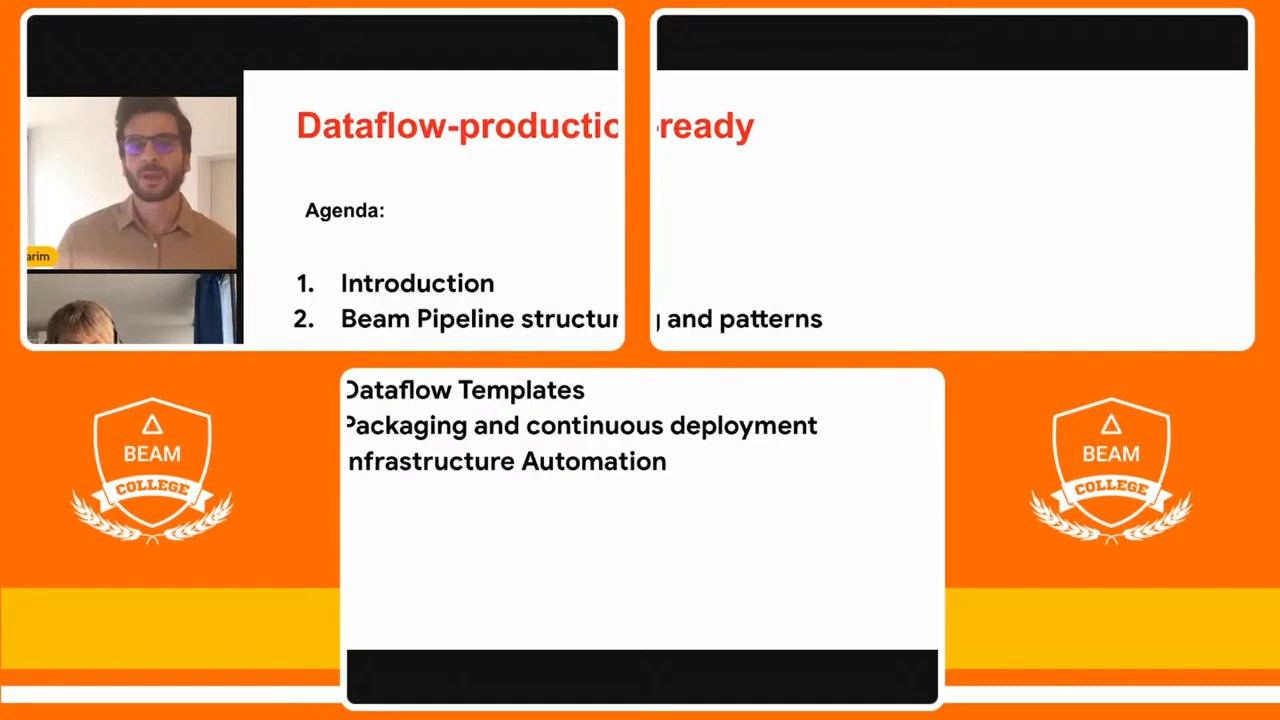 Dataflow-productio -ready
Agenda:
1. Introduction
2. Beam Pipeline structur g and patterns
Dataflow Templates
Packaging and continuous deployment
nfrastructure Automation
arim
BEAM
COLLEGE
BEAM
COLLEGE